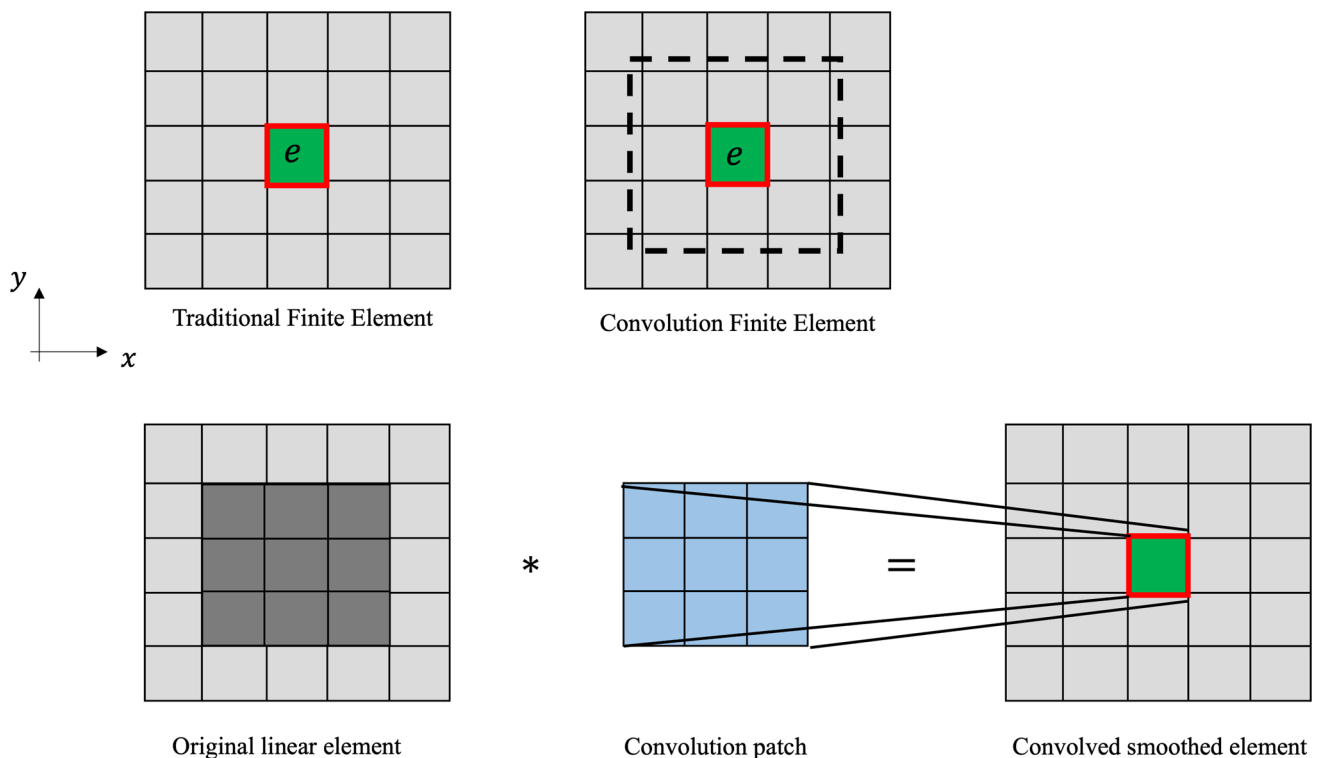 e
e
Traditional Finite Element
Convolution Finite Element
y
x
*
=
Original linear element
Convolution patch
Convolved smoothed element